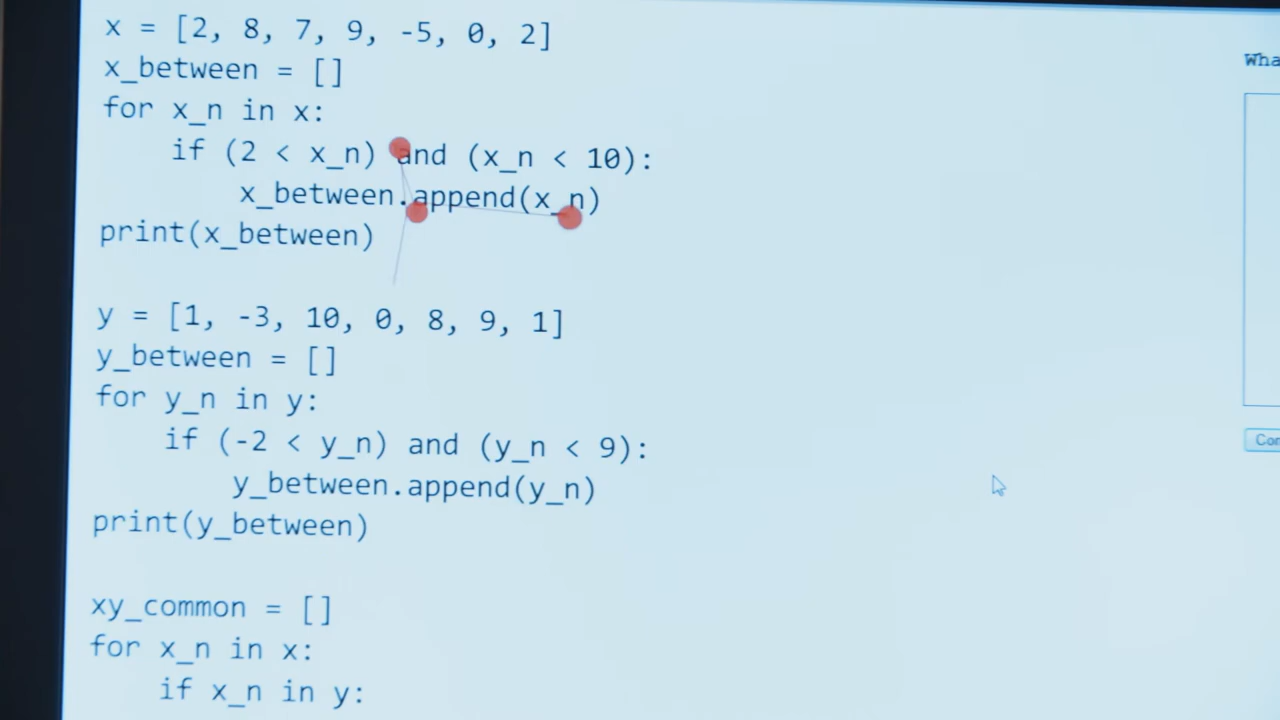 x = [2, 8, 7, 9, -5, 0, 2]
x_between = []
for x_n in x:
    if (2 < x_n) and (x_n < 10):
        x_between.append(x_n)
print(x_between)

y = [1, -3, 10, 0, 8, 9, 1]
y_between = []
for y_n in y:
    if (-2 < y_n) and (y_n < 9):
        y_between.append(y_n)
print(y_between)

xy_common = []
for x_n in x:
    if x_n in y: